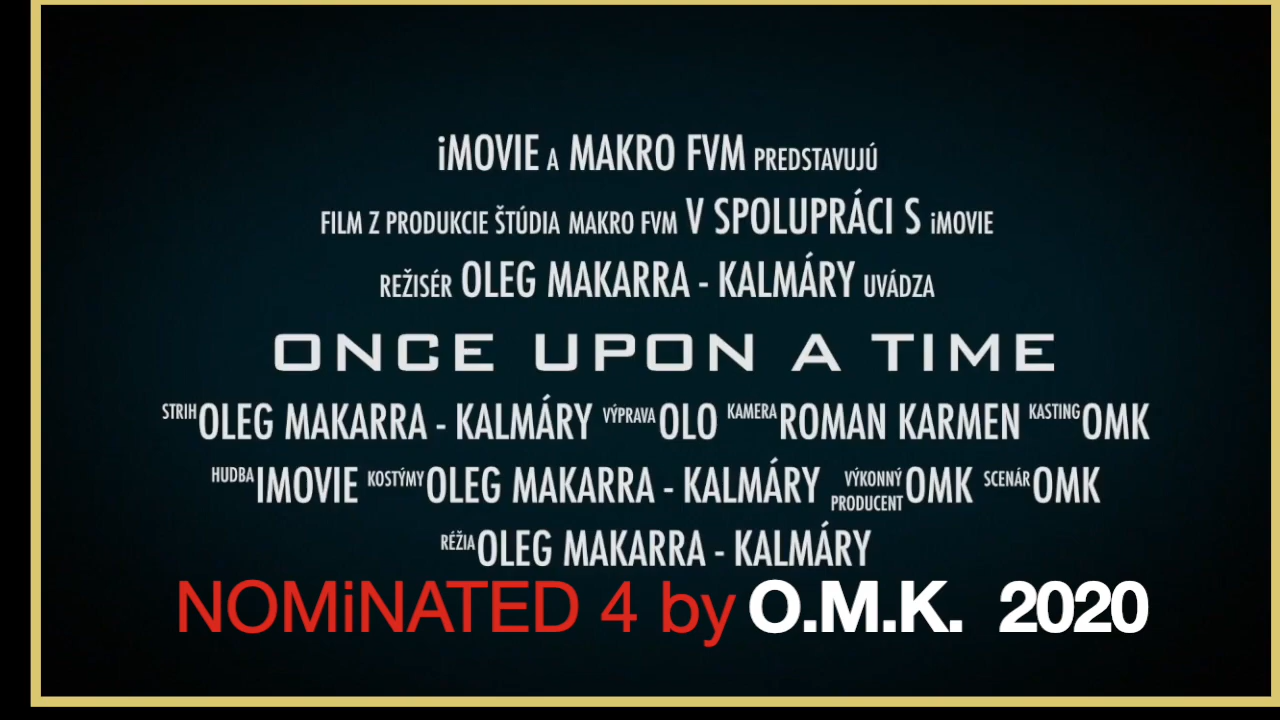 iMOVIE A MAKRO FVM PREDSTAVUJÚ
FILM Z PRODUKCIE ŠTÚDIA MAKRO FVM V SPOLUPRÁCI S iMOVIE
REŽISÉR OLEG MAKARRA - KALMÁRY UVÁDZA
ONCE UPON A TIME
STRIH OLEG MAKARRA - KALMÁRY VÝPRAVA OLO KAMERA ROMAN KARMEN KASTING OMK
HUDBA IMOVIE KOSTÝMY OLEG MAKARRA - KALMÁRY VÝKONNÝ PRODUCENT OMK SCENÁR OMK
RÉŽIA OLEG MAKARRA - KALMÁRY
NOMiNATED 4 by O.M.K. 2020